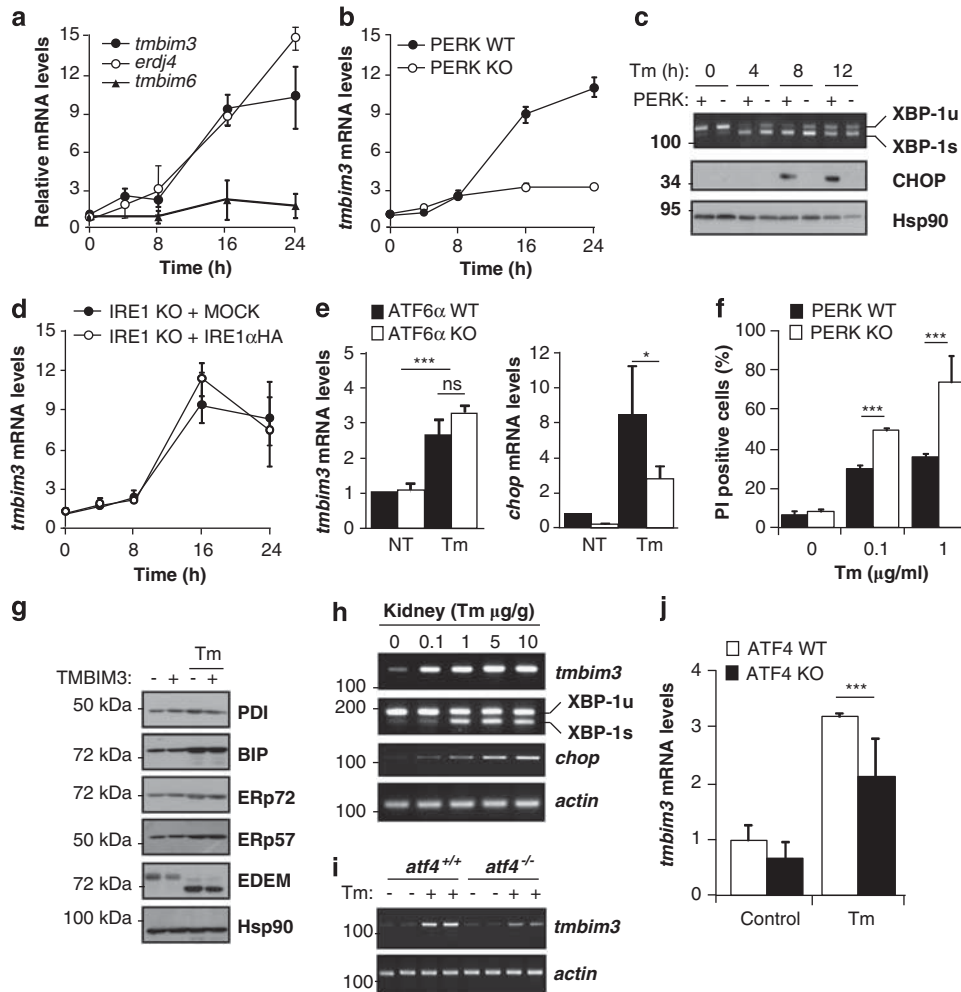 a
Relative mRNA levels
15
12
9
6
3
0
tmbim3
erdj4
tmbim6
0 8 16 24
Time (h)
b
tmbim3 mRNA levels
15
12
9
6
3
0
PERK WT
PERK KO
0 8 16 24
Time (h)
c
Tm (h): 0 4 8 12
PERK: + - + - + - + -
XBP-1u
XBP-1s
100
34
CHOP
95
Hsp90
d
IRE1 KO + MOCK
IRE1 KO + IRE1αHA
tmbim3 mRNA levels
15
12
9
6
3
0
0 8 16 24
Time (h)
e
ATF6α WT
ATF6α KO
tmbim3 mRNA levels
5
4
3
2
1
0
***
ns
NT Tm
chop mRNA levels
12
8
6
4
2
0
*
NT Tm
f
PERK WT
PERK KO
PI positive cells (%)
100
80
60
40
20
0
***
***
0 0.1 1
Tm (μg/ml)
g
Tm
TMBIM3: - + - +
50 kDa
PDI
72 kDa
BIP
72 kDa
ERp72
50 kDa
ERp57
72 kDa
EDEM
100 kDa
Hsp90
h
Kidney (Tm μg/g)
0 0.1 1 5 10
tmbim3
100
200
XBP-1u
XBP-1s
chop
100
actin
100
i
atf4+/+ atf4-/-
Tm: - - + + - - + +
tmbim3
100
actin
100
j
ATF4 WT
ATF4 KO
tmbim3 mRNA levels
4
3
2
1
0
***
Control Tm